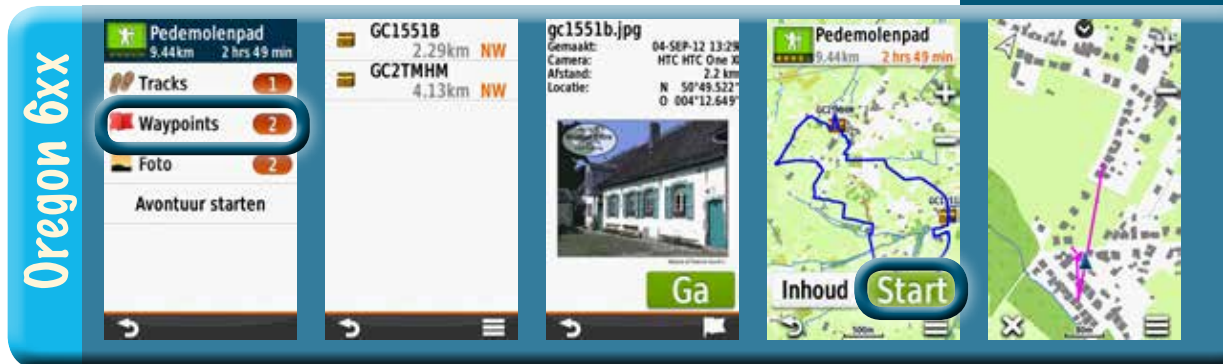 Oregon 6xx
Pedemolenpad
9.44km 2 hrs 49 min
Tracks 1
Waypoints 2
Foto 2
Avontuur starten
GC1551B
2.29km NW
GC2TMHM
4.13km NW
gc1551b.jpg
Gemaakt: 04-SEP-12 13:29
Camera: HTC HTC One X
Afstand: 2.2 km
Locatie: N 50°49.522'
O 004°12.649'
Ga
Pedemolenpad
9.44km 2 hrs 49 min
GC2TMHM
Inhoud Start
500m
80m